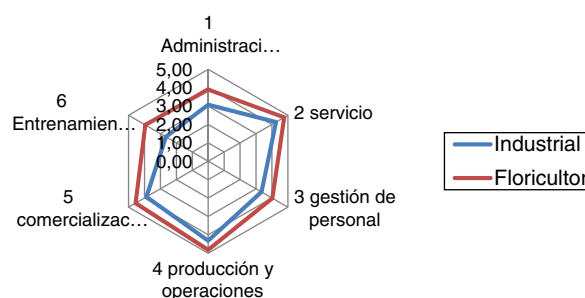 1
Administraci…
5,00
4,00
3,00
2,00
1,00
0,00
2 servicio
3 gestión de
personal
4 producción y
operaciones
5
comercializac…
6
Entrenamien…
Industrial
Floricultor